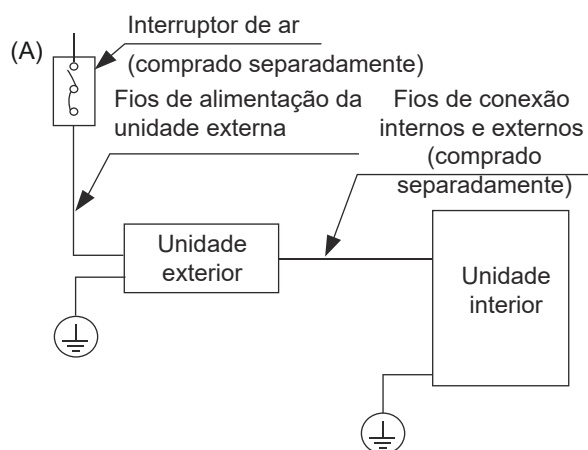 (A)
Interruptor de ar
(comprado separadamente)
Fios de alimentação da
unidade externa
Fios de conexão
internos e externos
(comprado
separadamente)
Unidade
exterior
Unidade
interior